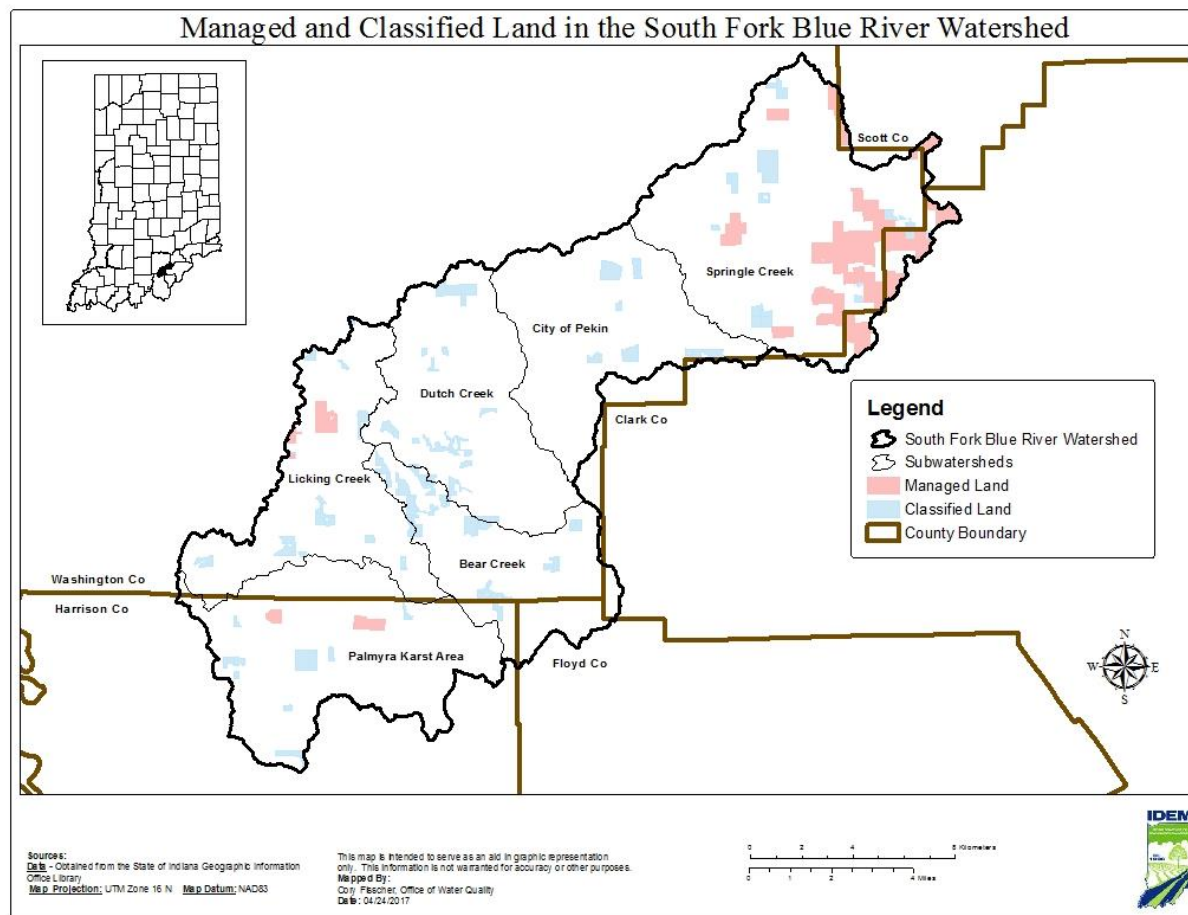 Managed and Classified Land in the South Fork Blue River Watershed
Scott Co
Springle Creek
City of Pekin
Dutch Creek
Clark Co
Licking Creek
Bear Creek
Washington Co
Harrison Co
Palmyra Karst Area
Floyd Co
Legend
South Fork Blue River Watershed
Subwatersheds
Managed Land
Classified Land
County Boundary
N
W E
S
Sources:
Data - Obtained from the State of Indiana Geographic Information
Office Library
Map Projection: UTM Zone 16 N Map Datum: NAD83
This map is intended to serve as an aid in graphic representation
only. This information is not warranted for accuracy or other purposes.
Mapped By:
Cory Fisscher, Office of Water Quality
Date: 04/24/2017
0 2 4 8 Kilometers
0 1 2 4 Miles
IDEM